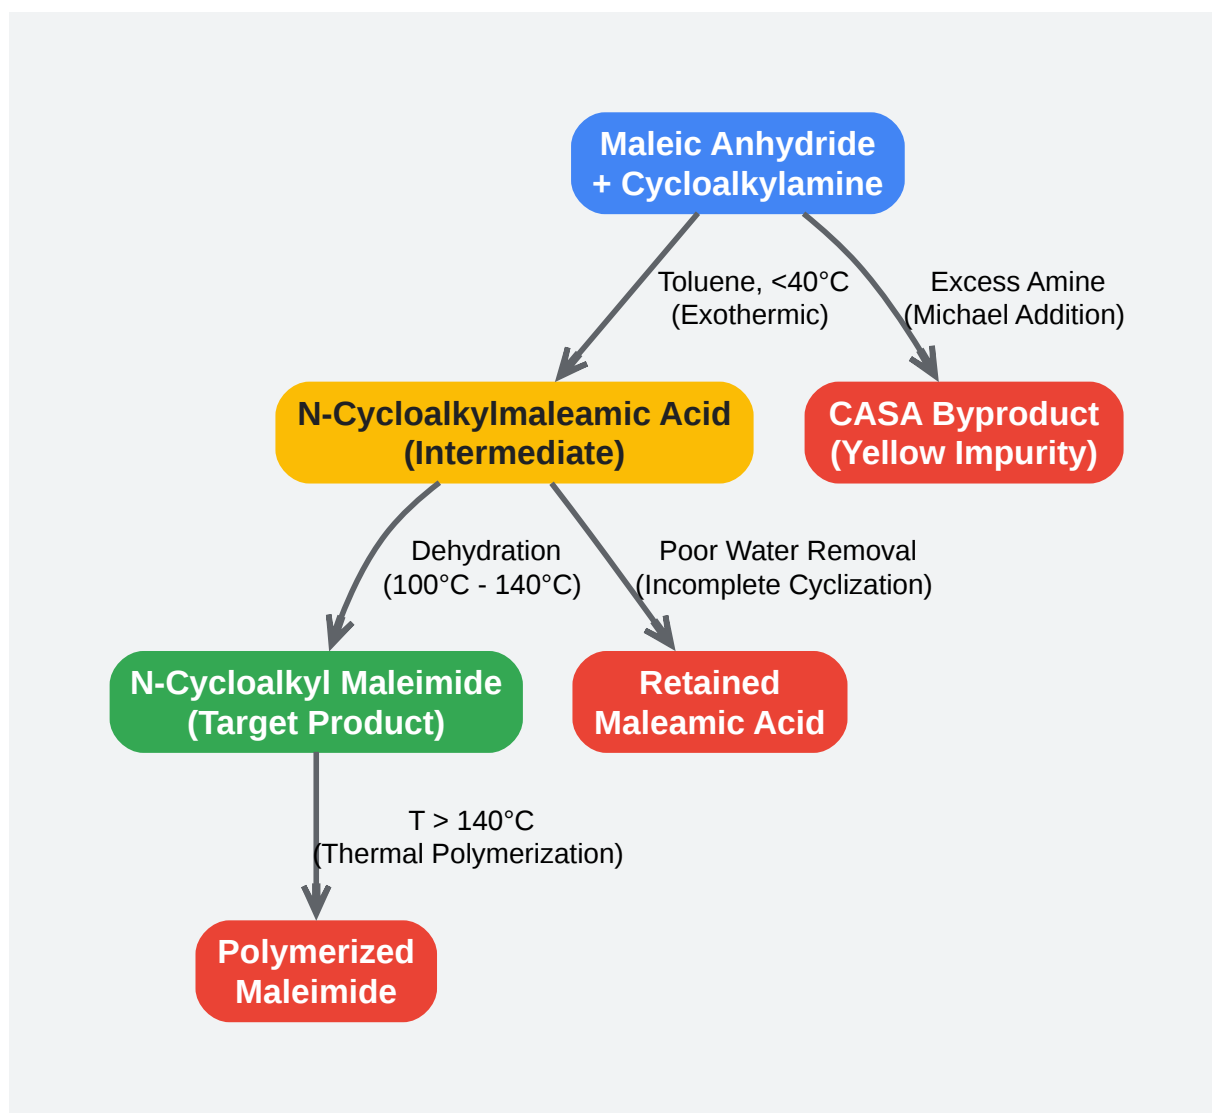 Maleic Anhydride
+ Cycloalkylamine
Toluene, <40°C
(Exothermic)
Excess Amine
(Michael Addition)
N-Cycloalkylmaleamic Acid
(Intermediate)
CASA Byproduct
(Yellow Impurity)
Dehydration
(100°C - 140°C)
Poor Water Removal
(Incomplete Cyclization)
N-Cycloalkyl Maleimide
(Target Product)
Retained
Maleamic Acid
T > 140°C
(Thermal Polymerization)
Polymerized
Maleimide